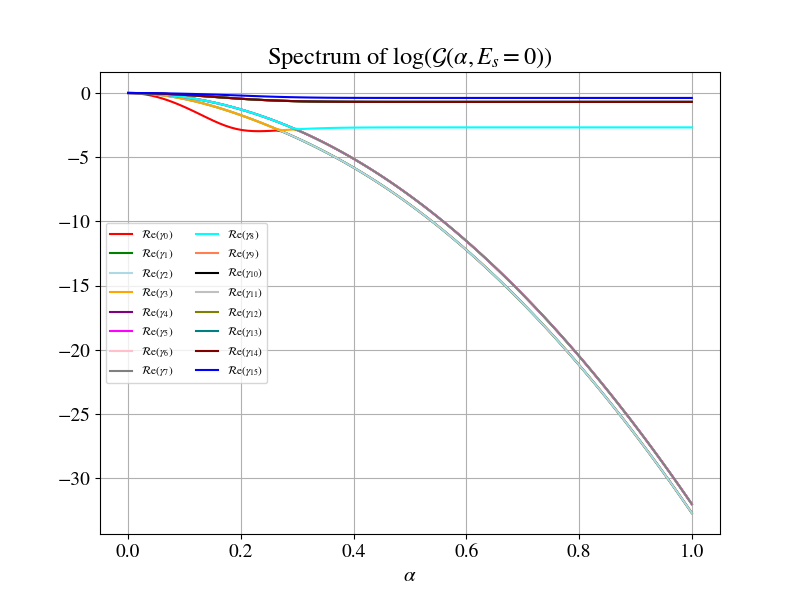 Spectrum of log(𝒢(α, E_s = 0))
0
−5
−10
−15
−20
−25
−30
ℛe(γ0)
ℛe(γ1)
ℛe(γ2)
ℛe(γ3)
ℛe(γ4)
ℛe(γ5)
ℛe(γ6)
ℛe(γ7)
ℛe(γ8)
ℛe(γ9)
ℛe(γ10)
ℛe(γ11)
ℛe(γ12)
ℛe(γ13)
ℛe(γ14)
ℛe(γ15)
0.0 0.2 0.4 0.6 0.8 1.0
α